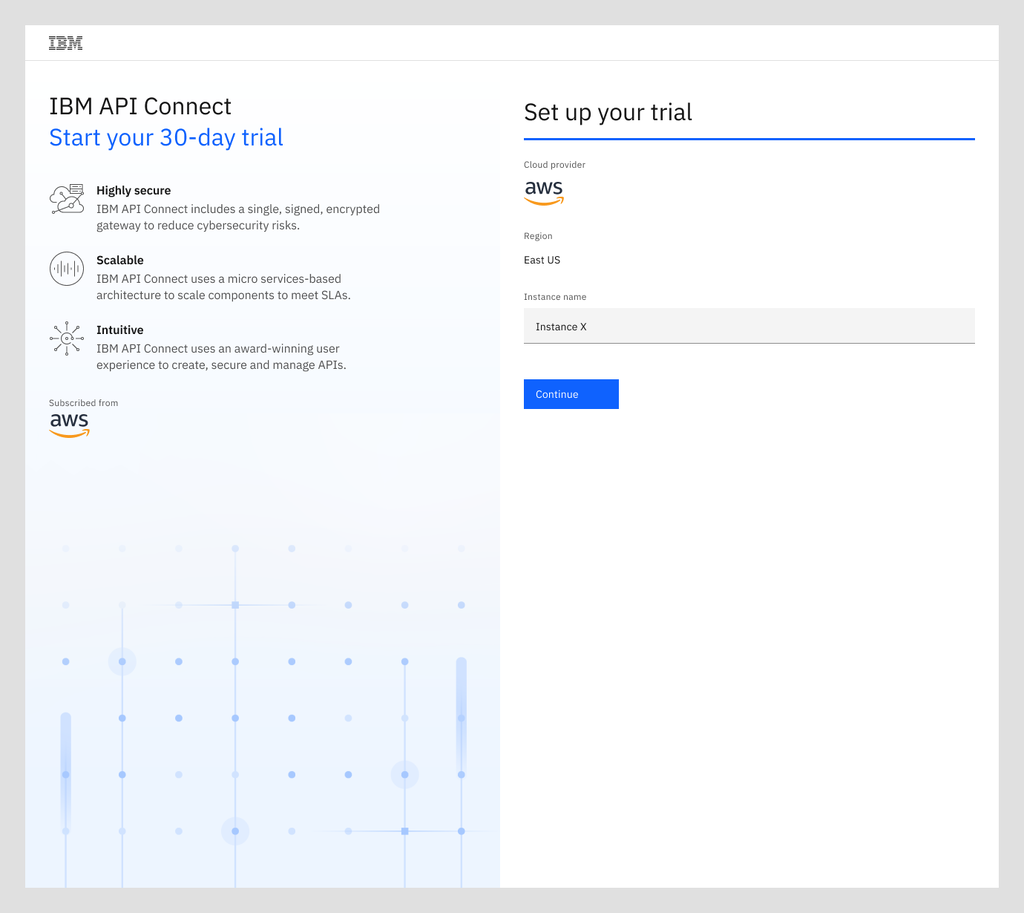 IBM
IBM API Connect
Start your 30-day trial
Highly secure
IBM API Connect includes a single, signed, encrypted
gateway to reduce cybersecurity risks.
Scalable
IBM API Connect uses a micro services-based
architecture to scale components to meet SLAs.
Intuitive
IBM API Connect uses an award-winning user
experience to create, secure and manage APIs.
Subscribed from
aws
Set up your trial
Cloud provider
aws
Region
East US
Instance name
Instance X
Continue